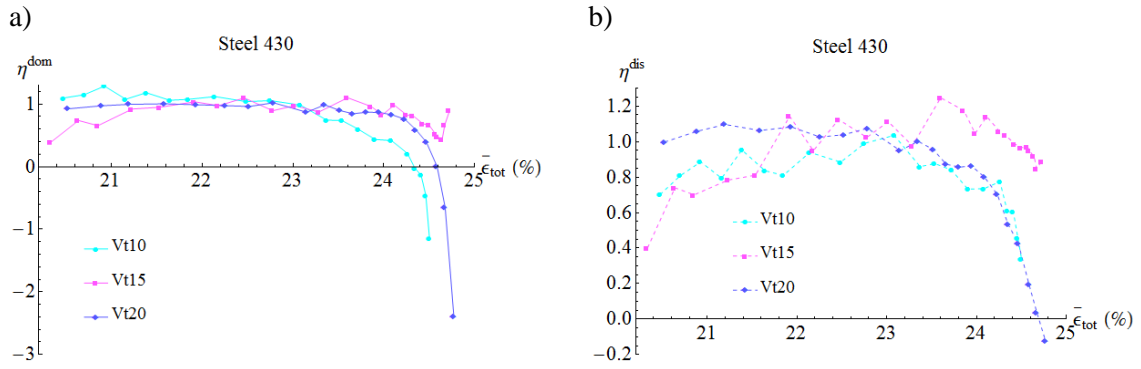 a)
Steel 430
η^dom
1
0
−1
−2
−3
21
22
23
24
25
ε̄_tot (%)
Vt10
Vt15
Vt20
b)
Steel 430
η^dis
1.2
1.0
0.8
0.6
0.4
0.2
0.0
−0.2
21
22
23
24
25
ε̄_tot (%)
Vt10
Vt15
Vt20